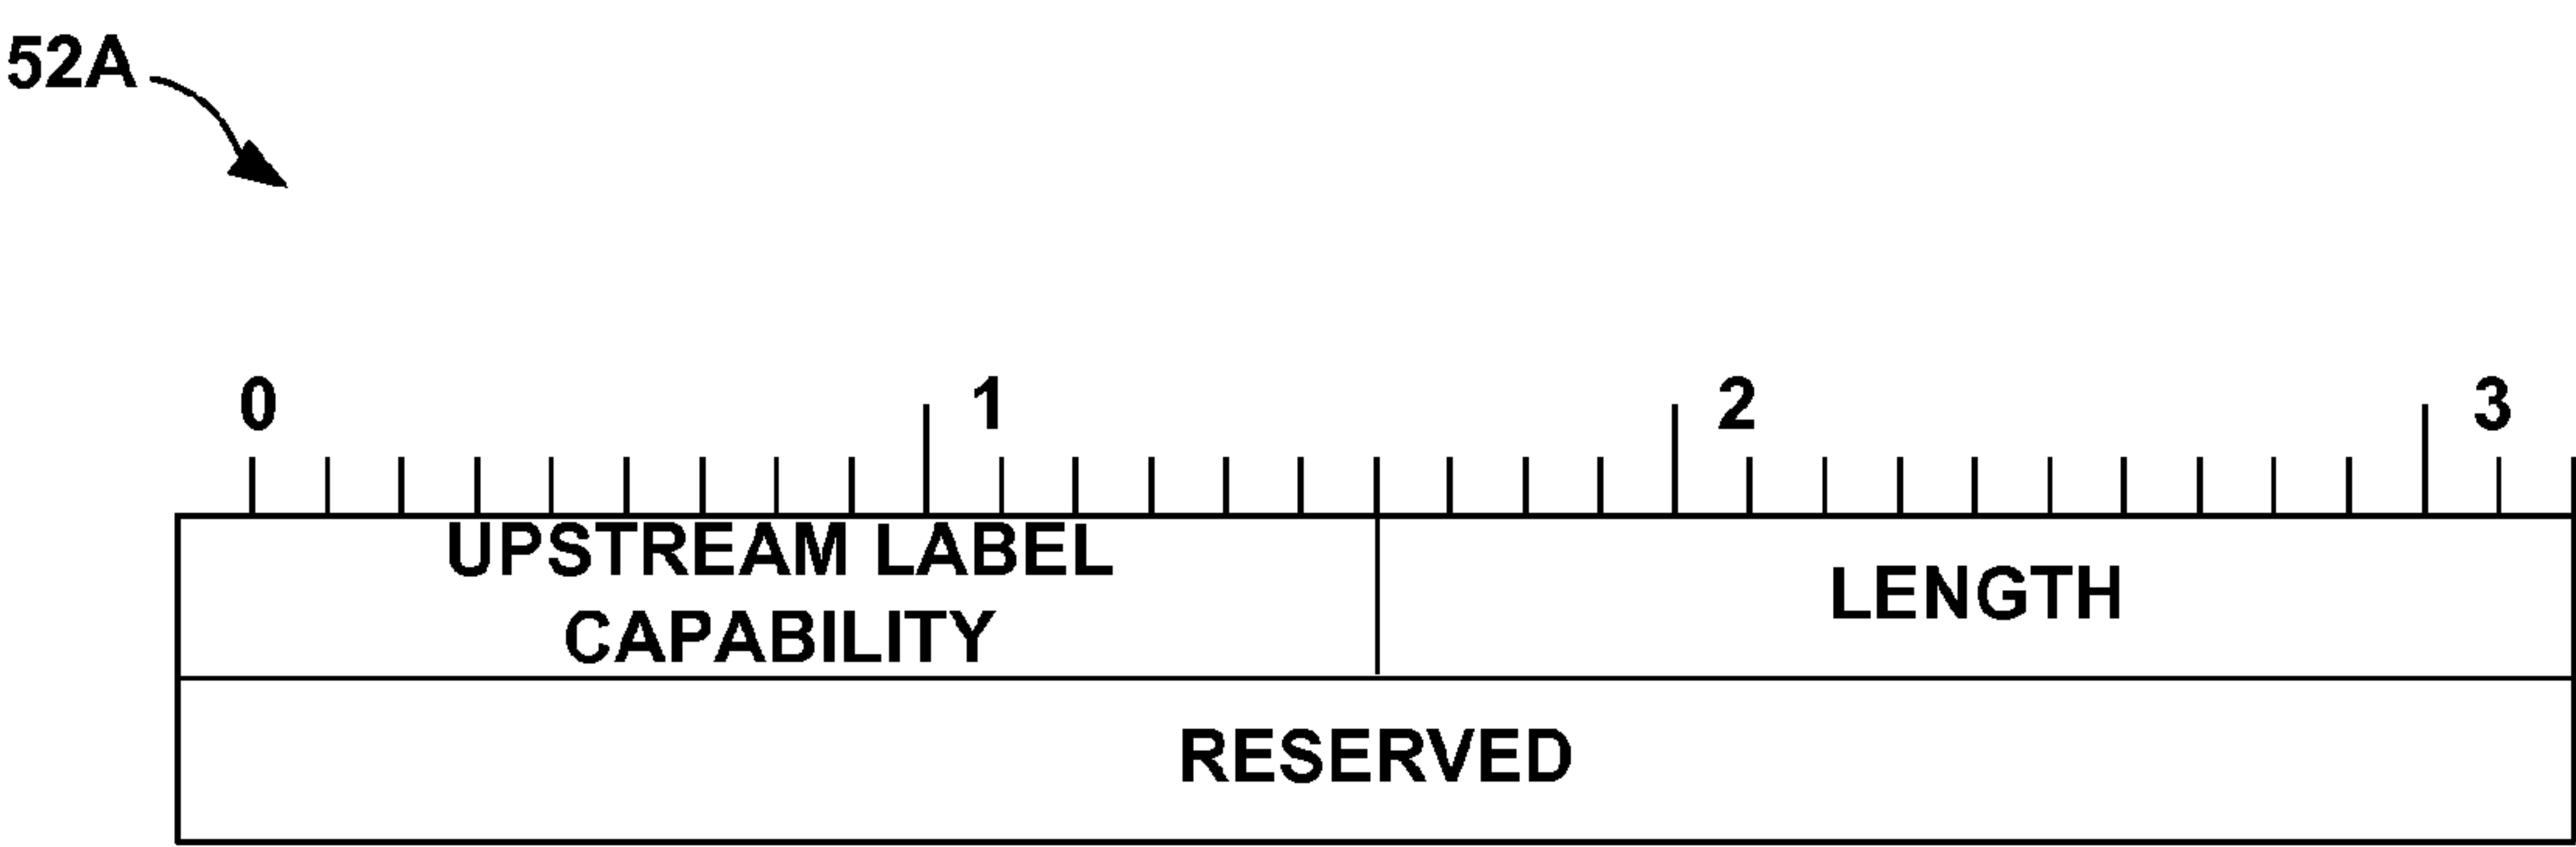 52A
0 1 2 3
UPSTREAM LABEL
CAPABILITY
LENGTH
RESERVED